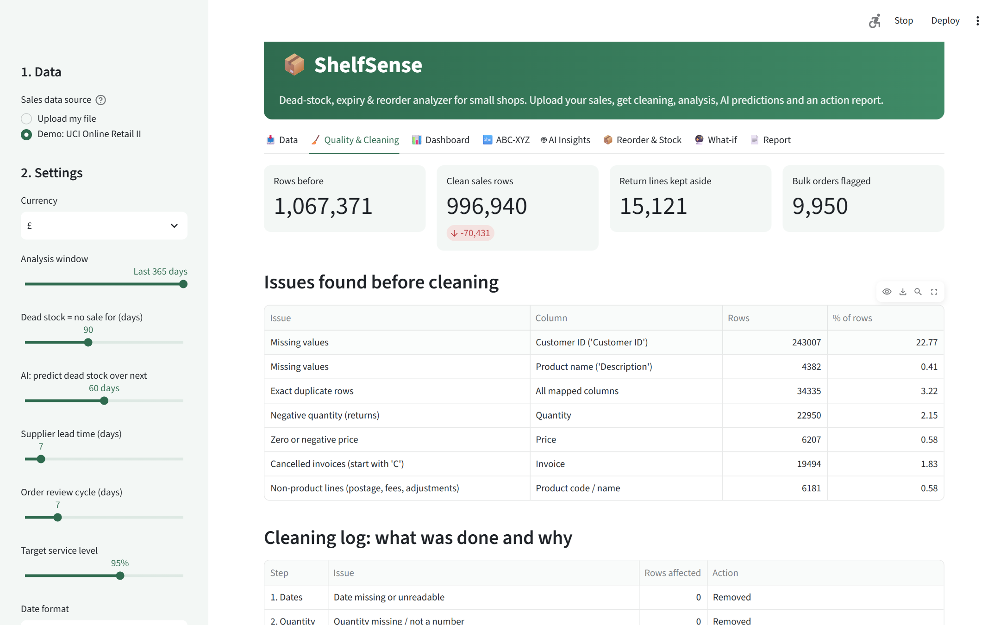 Stop Deploy
1. Data
Sales data source
Upload my file
Demo: UCI Online Retail II
2. Settings
Currency
£
Analysis window
Last 365 days
Dead stock = no sale for (days)
90
AI: predict dead stock over next
60 days
Supplier lead time (days)
7
Order review cycle (days)
7
Target service level
95%
Date format
ShelfSense
Dead-stock, expiry & reorder analyzer for small shops. Upload your sales, get cleaning, analysis, AI predictions and an action report.
Data Quality & Cleaning Dashboard abc ABC-XYZ AI Insights Reorder & Stock What-if Report
Rows before Clean sales rows Return lines kept aside Bulk orders flagged
1,067,371 996,940 15,121 9,950
↓ -70,431
Issues found before cleaning
Issue Column Rows % of rows
Missing values Customer ID ('Customer ID') 243007 22.77
Missing values Product name ('Description') 4382 0.41
Exact duplicate rows All mapped columns 34335 3.22
Negative quantity (returns) Quantity 22950 2.15
Zero or negative price Price 6207 0.58
Cancelled invoices (start with 'C') Invoice 19494 1.83
Non-product lines (postage, fees, adjustments) Product code / name 6181 0.58
Cleaning log: what was done and why
Step Issue Rows affected Action
1. Dates Date missing or unreadable 0 Removed
2. Quantity Quantity missing / not a number 0 Removed